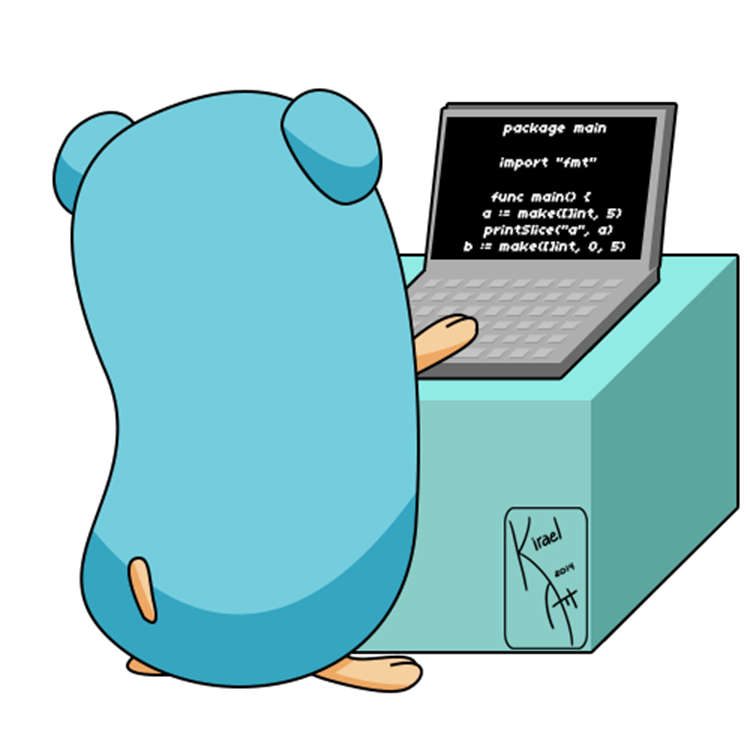 package main
import "fmt"
func main() {
a := make([]int, 5)
printSlice("a", a)
b := make([]int, 0, 5)
Kirael
2014
Art